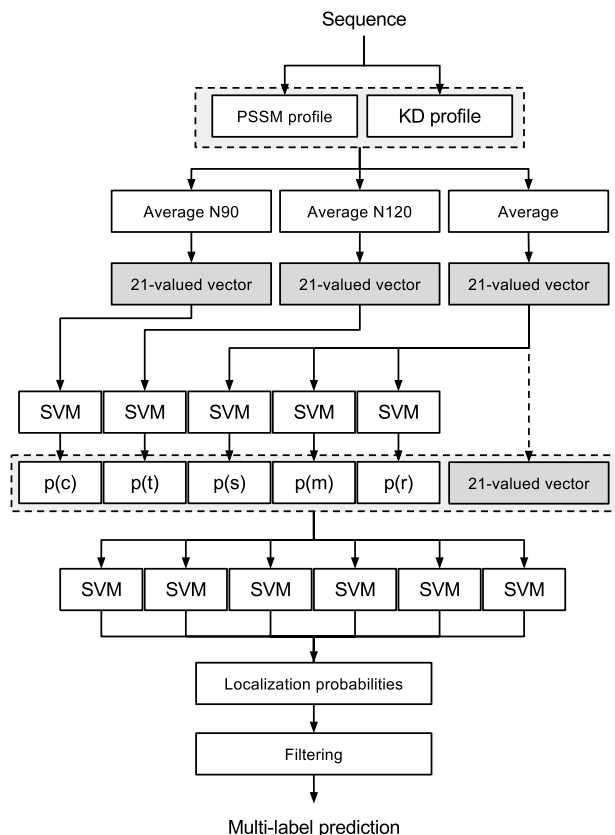 Sequence
PSSM profile KD profile
Average N90 Average N120 Average
21-valued vector 21-valued vector 21-valued vector
SVM SVM SVM SVM SVM
p(c) p(t) p(s) p(m) p(r) 21-valued vector
SVM SVM SVM SVM SVM SVM
Localization probabilities
Filtering
Multi-label prediction